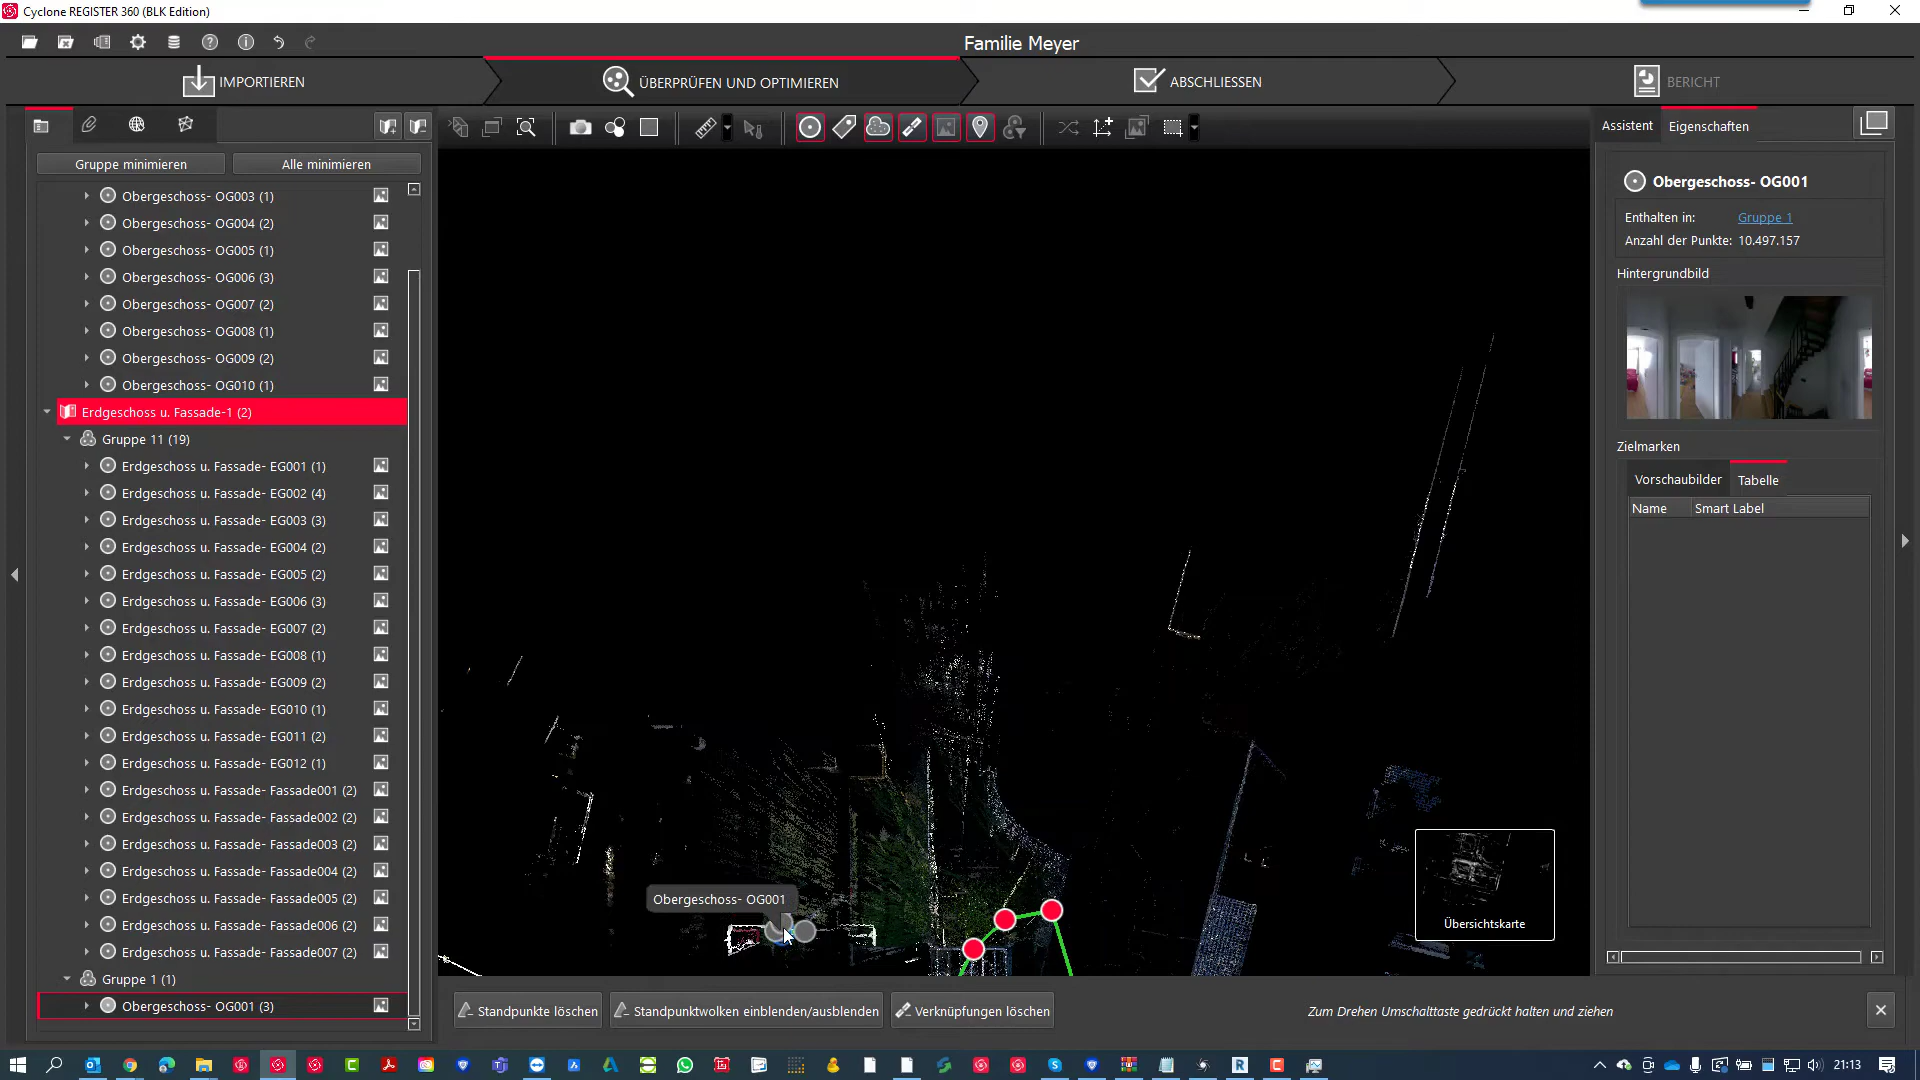 Cyclone REGISTER 360 (BLK Edition)
Familie Meyer
IMPORTIEREN
ÜBERPRÜFEN UND OPTIMIEREN
ABSCHLIESSEN
BERICHT
Gruppe minimieren
Alle minimieren
Obergeschoss- OG003 (1)
Obergeschoss- OG004 (2)
Obergeschoss- OG005 (1)
Obergeschoss- OG006 (3)
Obergeschoss- OG007 (2)
Obergeschoss- OG008 (1)
Obergeschoss- OG009 (2)
Obergeschoss- OG010 (1)
Erdgeschoss u. Fassade-1 (2)
Gruppe 11 (19)
Erdgeschoss u. Fassade- EG001 (1)
Erdgeschoss u. Fassade- EG002 (4)
Erdgeschoss u. Fassade- EG003 (3)
Erdgeschoss u. Fassade- EG004 (2)
Erdgeschoss u. Fassade- EG005 (2)
Erdgeschoss u. Fassade- EG006 (3)
Erdgeschoss u. Fassade- EG007 (2)
Erdgeschoss u. Fassade- EG008 (1)
Erdgeschoss u. Fassade- EG009 (2)
Erdgeschoss u. Fassade- EG010 (1)
Erdgeschoss u. Fassade- EG011 (2)
Erdgeschoss u. Fassade- EG012 (1)
Erdgeschoss u. Fassade- Fassade001 (2)
Erdgeschoss u. Fassade- Fassade002 (2)
Erdgeschoss u. Fassade- Fassade003 (2)
Erdgeschoss u. Fassade- Fassade004 (2)
Erdgeschoss u. Fassade- Fassade005 (2)
Erdgeschoss u. Fassade- Fassade006 (2)
Erdgeschoss u. Fassade- Fassade007 (2)
Gruppe 1 (1)
Obergeschoss- OG001 (3)
Obergeschoss- OG001
Übersichtskarte
Standpunkte löschen
Standpunktwolken einblenden/ausblenden
Verknüpfungen löschen
Zum Drehen Umschalttaste gedrückt halten und ziehen
Assistent
Eigenschaften
Obergeschoss- OG001
Enthalten in: Gruppe 1
Anzahl der Punkte: 10.497.157
Hintergrundbild
Zielmarken
Vorschaubilder
Tabelle
Name
Smart Label
21:13